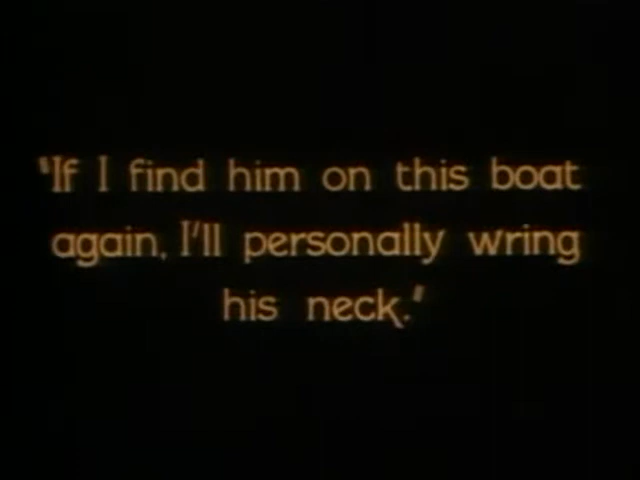 "If I find him on this boat
again, I'll personally wring
his neck."